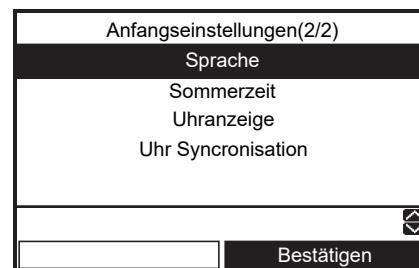 Anfangseinstellungen(2/2)
Sprache
Sommerzeit
Uhranzeige
Uhr Syncronisation
Bestätigen